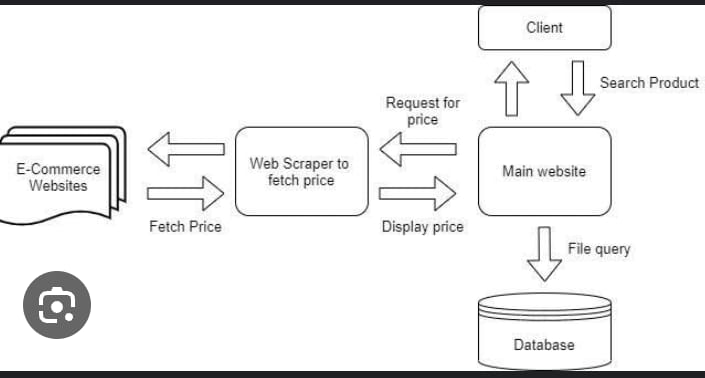 Client
Search Product
Request for
price
E-Commerce
Websites
Web Scraper to
fetch price
Main website
Fetch Price
Display price
File query
Database